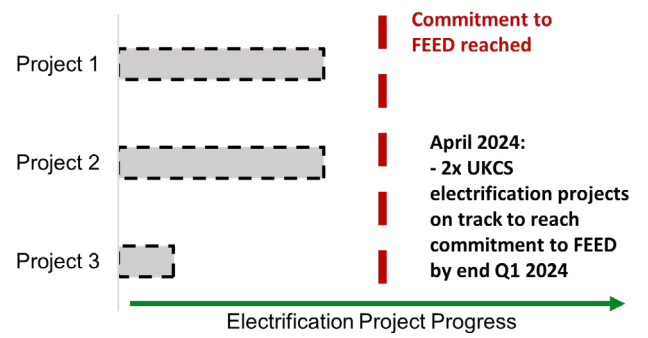 Commitment to
FEED reached
Project 1
Project 2
Project 3
April 2024:
- 2x UKCS
electrification projects
on track to reach
commitment to FEED
by end Q1 2024
Electrification Project Progress